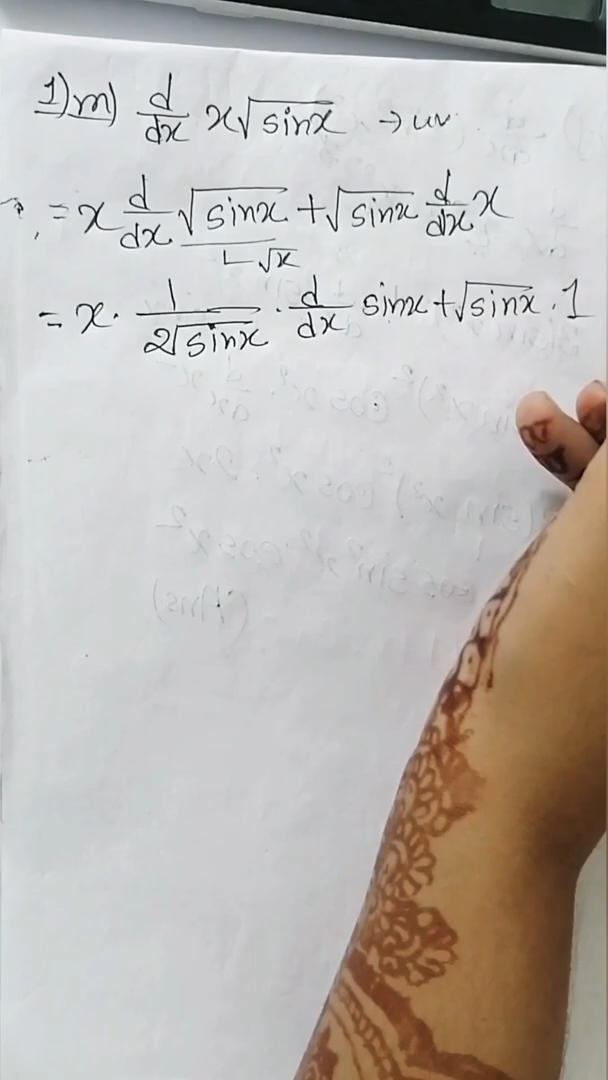 1)m) d/dx x√sinx → uv
= x d/dx √sinx + √sinx d/dx x
√x
= x · 1/2√sinx · d/dx sinx + √sinx · 1